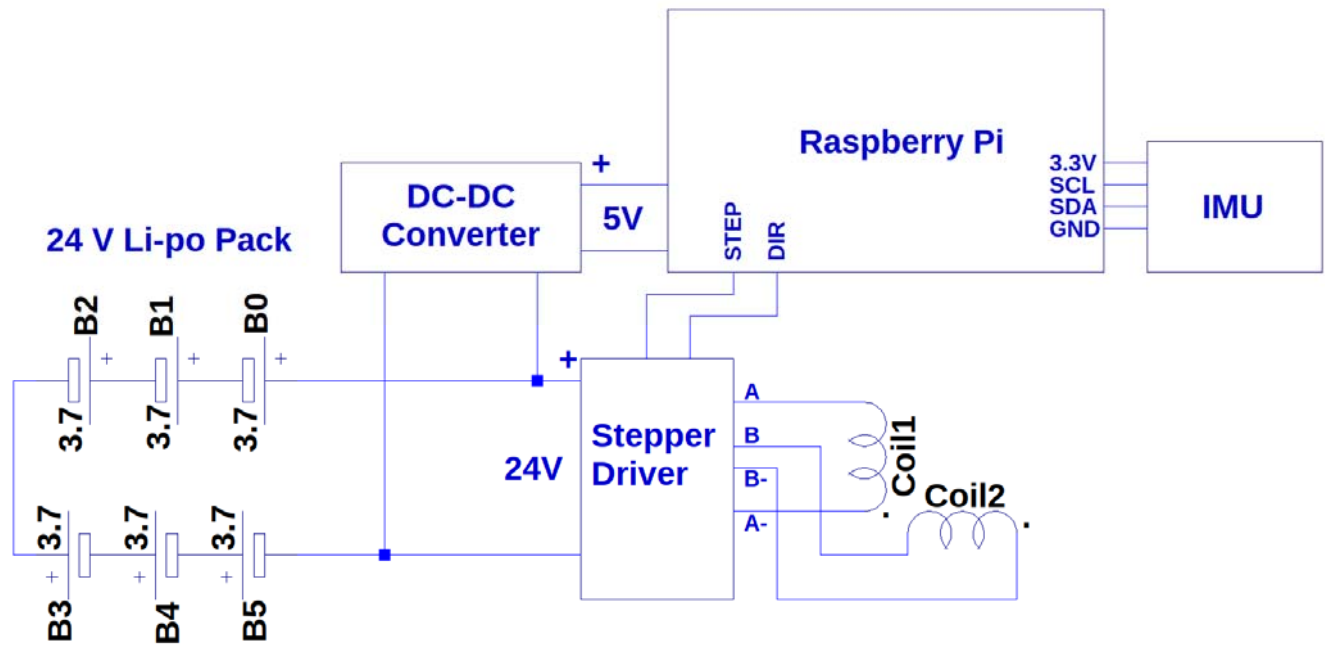 Raspberry Pi
3.3V
SCL
SDA
GND
IMU
STEP
DIR
+
5V
DC-DC
Converter
24 V Li-po Pack
B2
B1
B0
+
+
+
3.7
3.7
3.7
+
24V
Stepper
Driver
A
B
B-
A-
Coil1
Coil2
3.7
3.7
3.7
+
+
+
B3
B4
B5